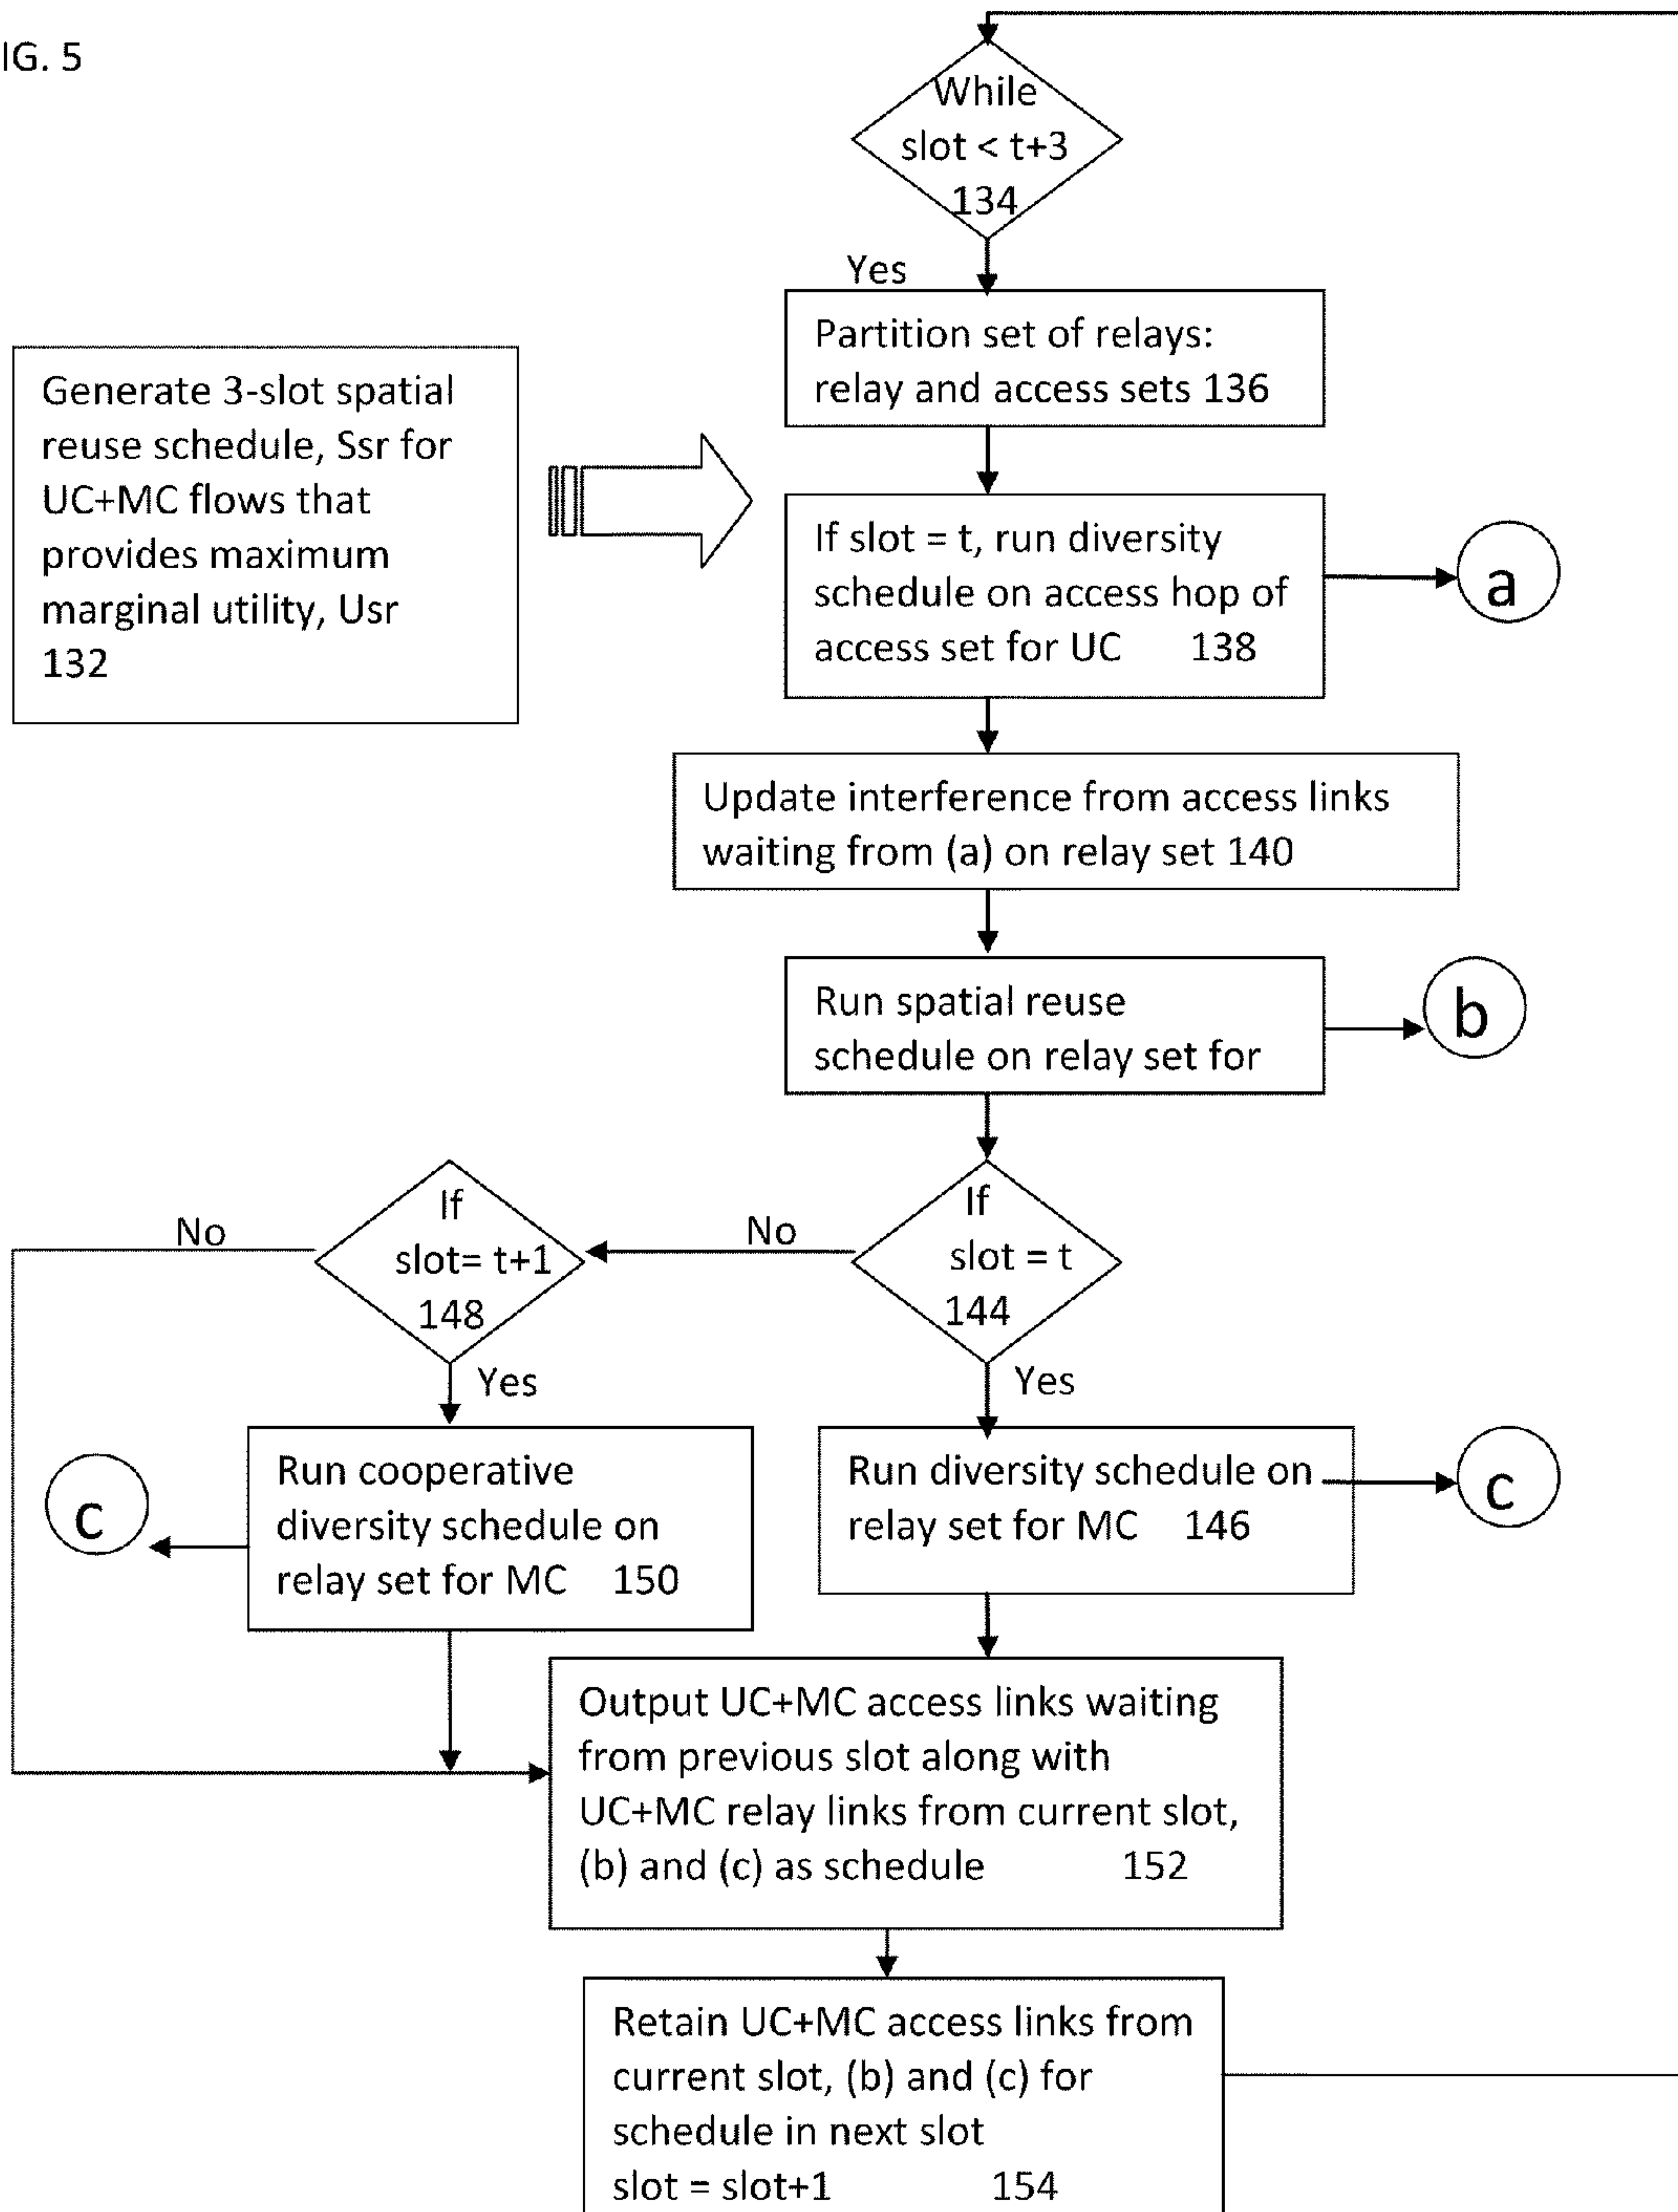 IG. 5
While
slot < t+3
134
Yes
Partition set of relays:
relay and access sets 136
Generate 3-slot spatial
reuse schedule, Ssr for
UC+MC flows that
provides maximum
marginal utility, Usr
132
If slot = t, run diversity
schedule on access hop of
access set for UC 138
a
Update interference from access links
waiting from (a) on relay set 140
Run spatial reuse
schedule on relay set for
b
If
slot = t
144
No
If
slot= t+1
148
No
Yes
Yes
Run cooperative
diversity schedule on
relay set for MC 150
c
Run diversity schedule on
relay set for MC 146
c
Output UC+MC access links waiting
from previous slot along with
UC+MC relay links from current slot,
(b) and (c) as schedule 152
Retain UC+MC access links from
current slot, (b) and (c) for
schedule in next slot
slot = slot+1 154